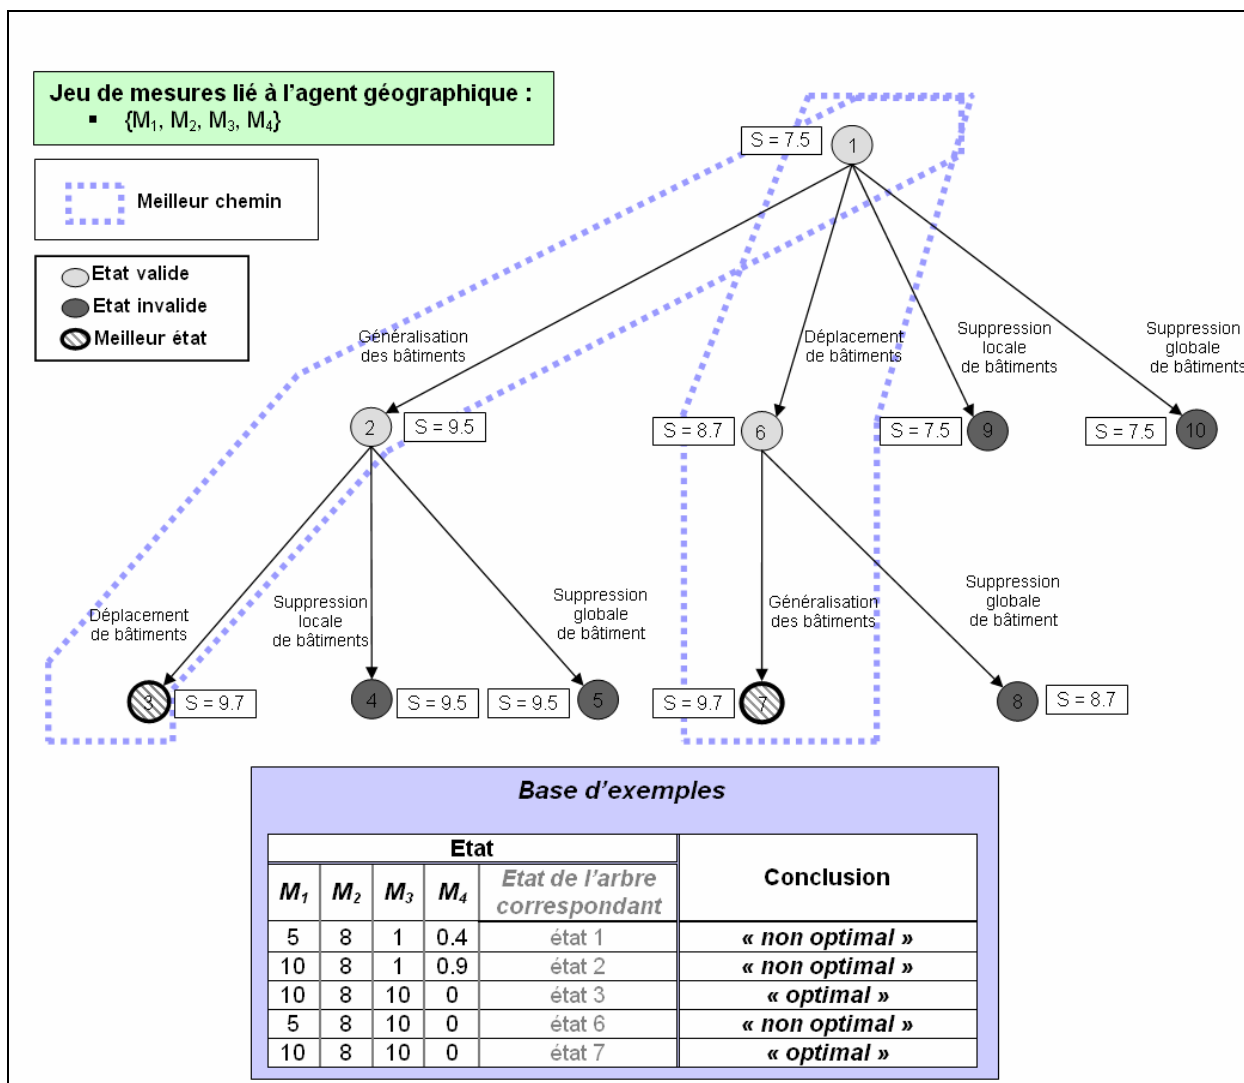 Jeu de mesures lié à l'agent géographique :
▪ {M1, M2, M3, M4}
Meilleur chemin
Etat valide
Etat invalide
Meilleur état
S = 7.5
1
Généralisation
des bâtiments
Déplacement
de bâtiments
Suppression
locale
de bâtiments
Suppression
globale
de bâtiments
2
S = 9.5
S = 8.7
6
S = 7.5
9
S = 7.5
10
Déplacement
de bâtiments
Suppression
locale
de bâtiments
Suppression
globale
de bâtiment
Généralisation
des bâtiments
Suppression
globale
de bâtiment
3
S = 9.7
4
S = 9.5
S = 9.5
5
S = 9.7
7
8
S = 8.7
Base d'exemples
Etat
Conclusion
M1 M2 M3 M4 Etat de l'arbre
correspondant
5 8 1 0.4 état 1 « non optimal »
10 8 1 0.9 état 2 « non optimal »
10 8 10 0 état 3 « optimal »
5 8 10 0 état 6 « non optimal »
10 8 10 0 état 7 « optimal »